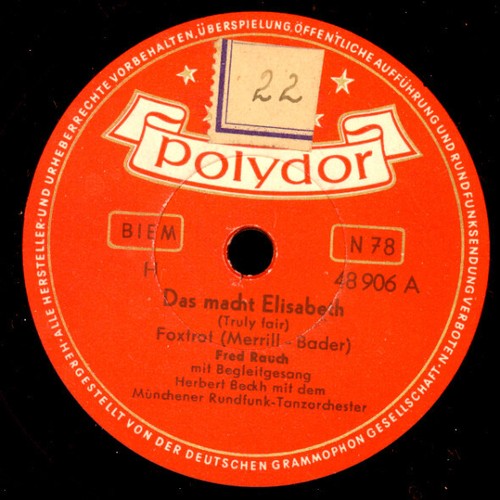 ·ALLE HERSTELLER-UND URHEBERRECHTE VORBEHALTEN, ÜBERSPIELUNG, ÖFFENTLICHE AUFFÜHRUNG UND RUNDFUNKSENDUNG VERBOTEN·
22
polydor
BIEM
N 78
H
48 906 A
Das macht Elisabeth
(Truly fair)
Foxtrot (Merrill - Bader)
Fred Rauch
mit Begleitgesang
Herbert Beckh mit dem
Münchener Rundfunk-Tanzorchester
HERGESTELLT VON DER DEUTSCHEN GRAMMOPHON GESELLSCHAFT·